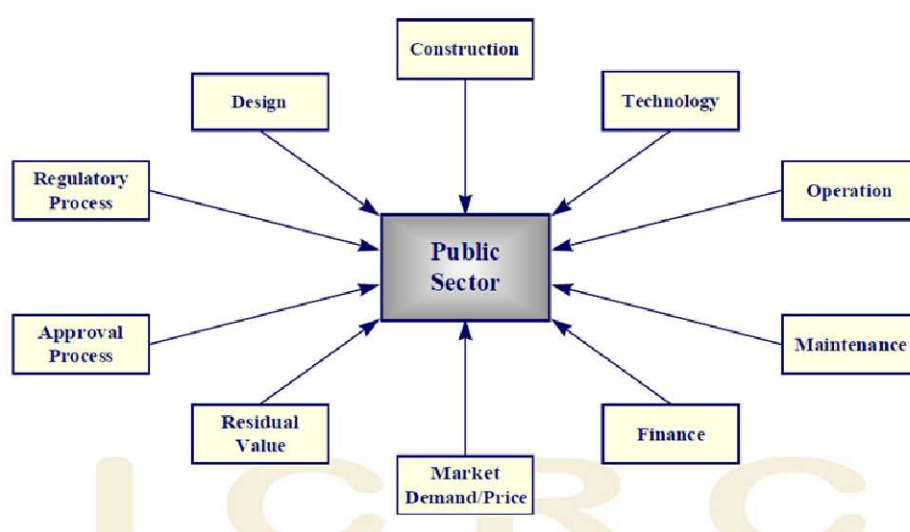 Construction
Design
Technology
Regulatory
Process
Operation
Public
Sector
Approval
Process
Maintenance
Residual
Value
Finance
Market
Demand/Price
I C R C